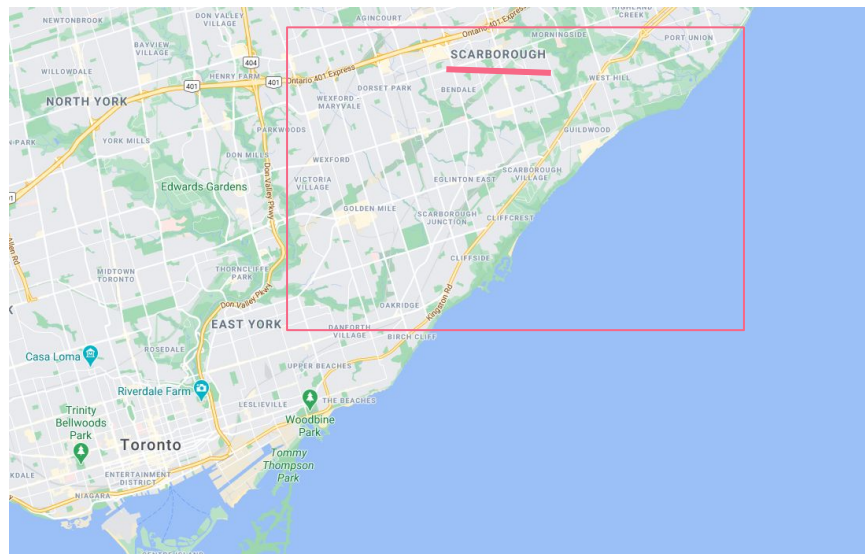 NEWTONBROOK
DON VALLEY
VILLAGE
AGINCOURT
HIGHLAND
CREEK
MORNINGSIDE
PORT UNION
BAYVIEW
VILLAGE
404
Ontario 401 Express
SCARBOROUGH
WILLOWDALE
HENRY FARM
401
401
Ontario 401 Express
WEST HILL
DORSET PARK
BENDALE
NORTH YORK
WEXFORD
-MARYVALE
PARKWOODS
GUILDWOOD
YORK MILLS
DON MILLS
WEXFORD
Don Valley Pkwy
VICTORIA
VILLAGE
EGLINTON EAST
SCARBOROUGH
VILLAGE
Edwards Gardens
GOLDEN MILE
SCARBOROUGH
JUNCTION
CLIFFCREST
Allen Rd
CLIFFSIDE
MIDTOWN
TORONTO
THORNCLIFFE
PARK
Don Valley Pkwy
OAKRIDGE
Kingston Rd
EAST YORK
DANFORTH
VILLAGE
BIRCH CLIFF
ROSEDALE
Casa Loma
UPPER BEACHES
Riverdale Farm
LESLIEVILLE
THE BEACHES
Trinity
Bellwoods
Park
Woodbine
Park
Toronto
Tommy
Thompson
Park
ENTERTAINMENT
DISTRICT
NIAGARA